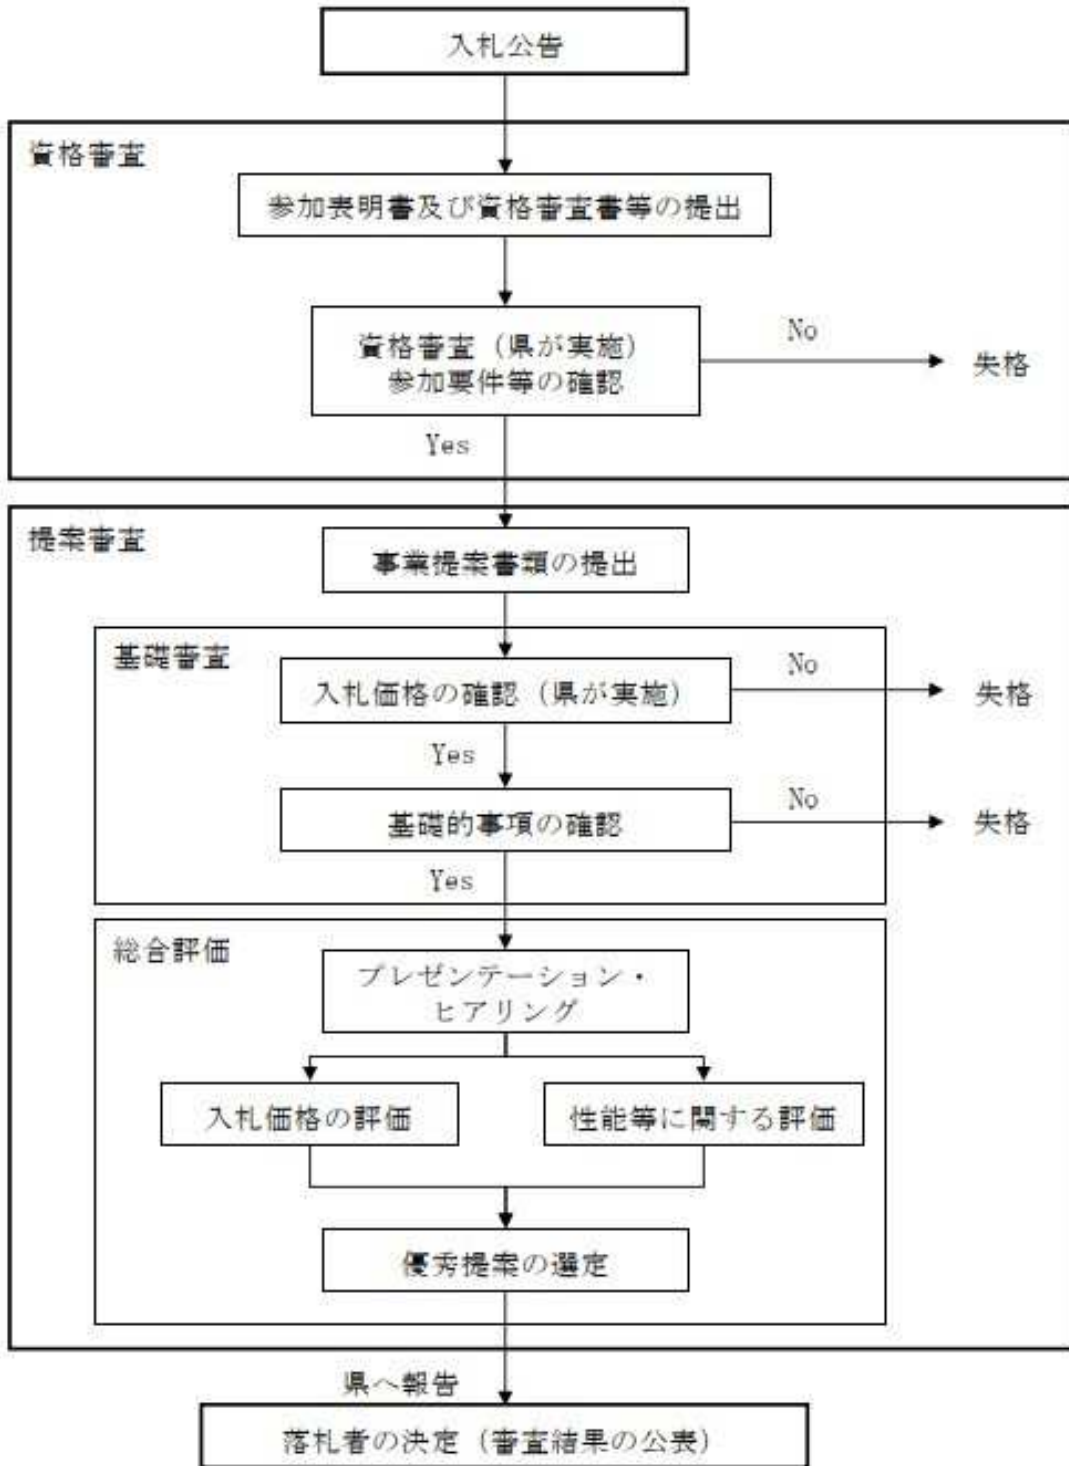 入札公告
資格審査
参加表明書及び資格審査書等の提出
資格審査（県が実施）
参加要件等の確認
No
失格
Yes
提案審査
事業提案書類の提出
基礎審査
入札価格の確認（県が実施）
No
失格
Yes
基礎的事項の確認
No
失格
Yes
総合評価
プレゼンテーション・
ヒアリング
入札価格の評価
性能等に関する評価
優秀提案の選定
県へ報告
落札者の決定（審査結果の公表）